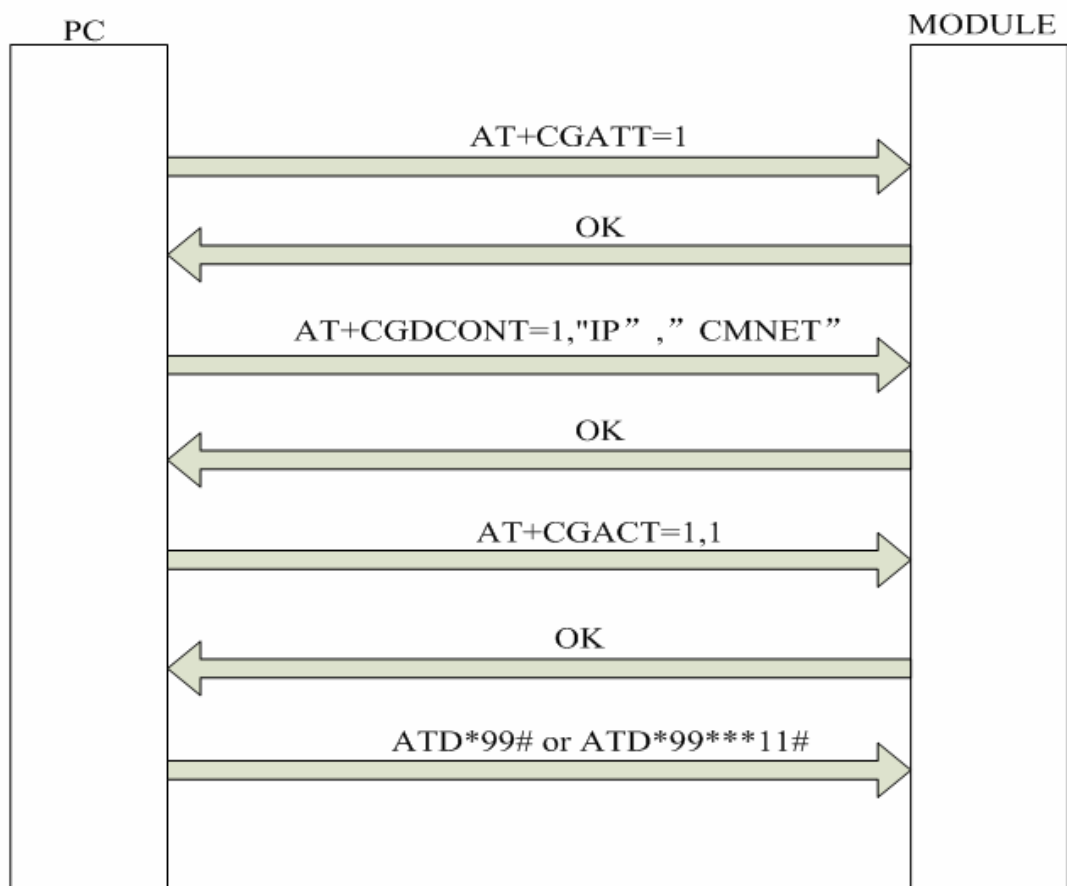 PC
MODULE
AT+CGATT=1
OK
AT+CGDCONT=1,"IP” ,” CMNET”
OK
AT+CGACT=1,1
OK
ATD*99# or ATD*99***11#